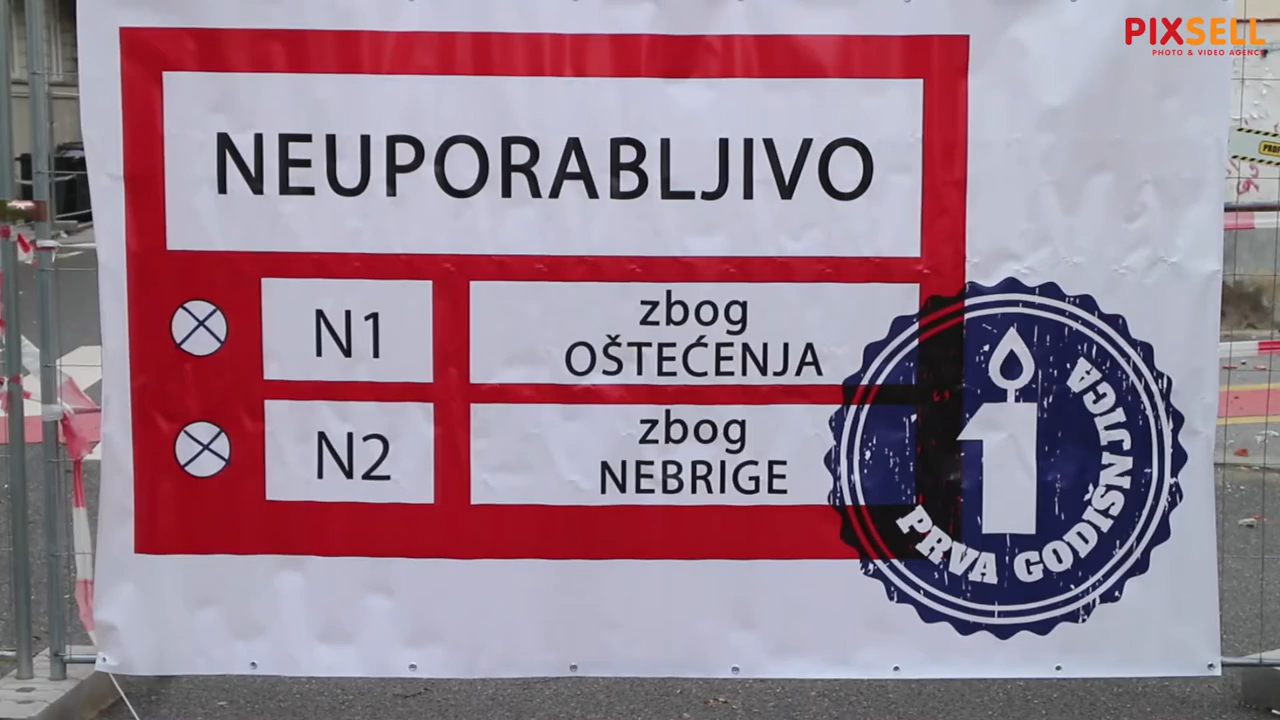 PIXSELL
PHOTO & VIDEO AGENCY
NEUPORABLJIVO
N1
zbog
OŠTEĆENJA
N2
zbog
NEBRIGE
1
PRVA GODIŠNJICA